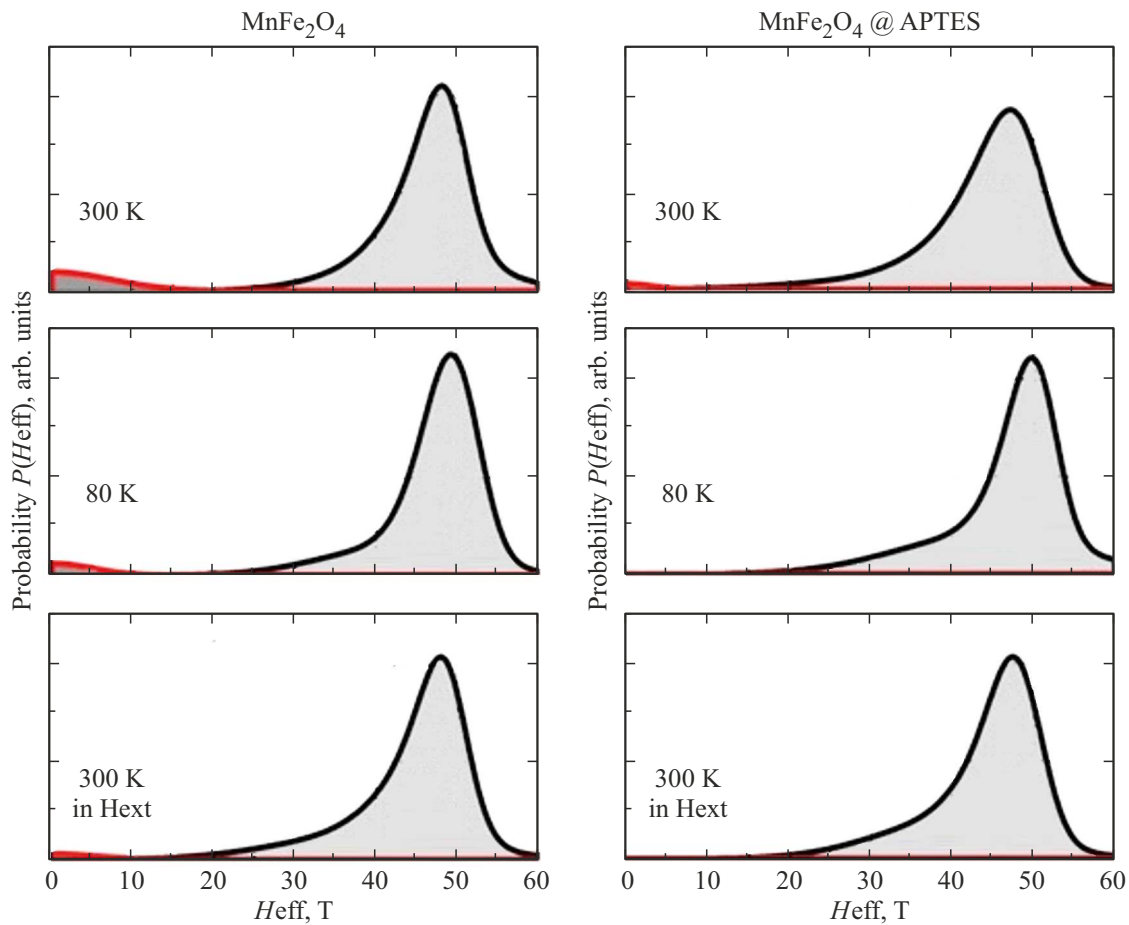 MnFe₂O₄
MnFe₂O₄ @ APTES
Probability P(Heff), arb. units
300 K
80 K
300 K
in Hext
0 10 20 30 40 50 60
Heff, T
Probability P(Heff), arb. units
300 K
80 K
300 K
in Hext
0 10 20 30 40 50 60
Heff, T